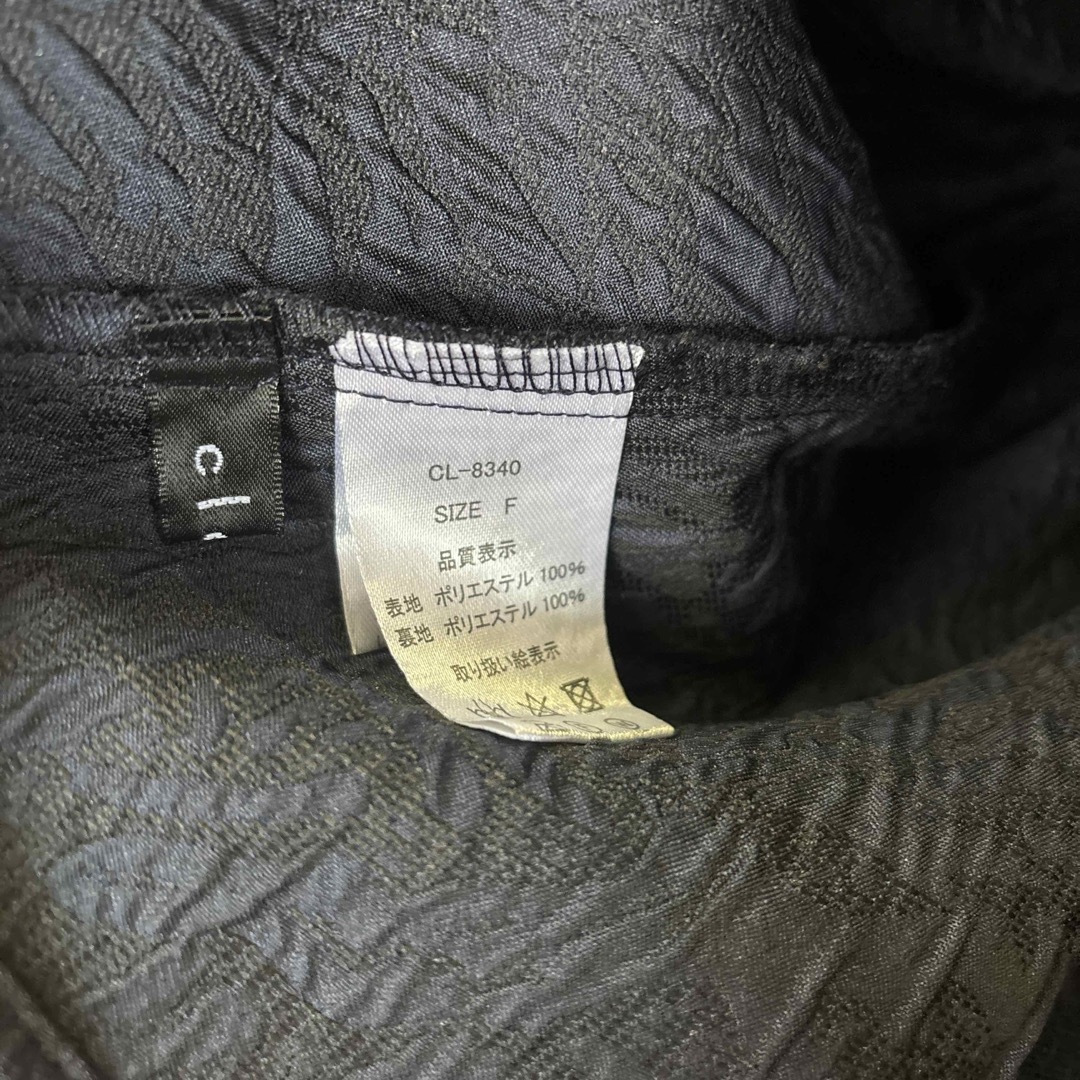 CL-8340
SIZE F
品質表示
表地 ポリエステル 100%
裏地 ポリエステル 100%
取り扱い絵表示